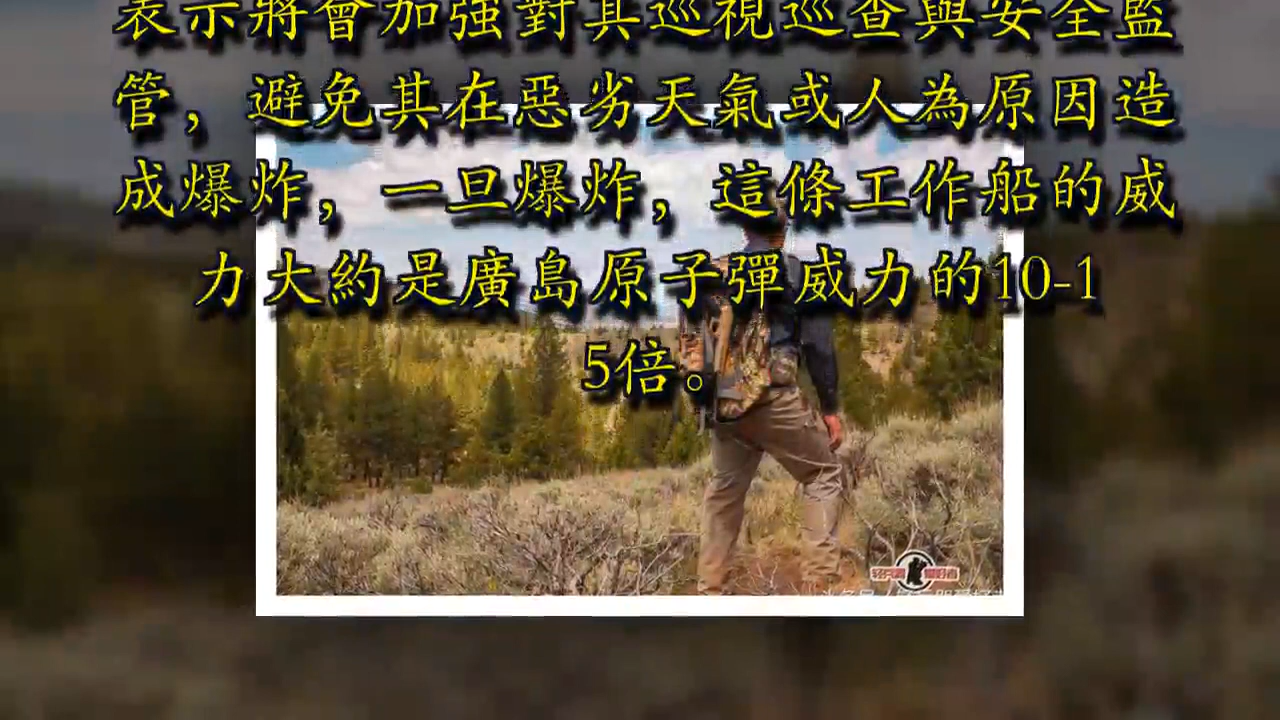 表示將會加強對其巡視巡查與安全監
管，避免其在惡劣天氣或人為原因造
成爆炸，一旦爆炸，這條工作船的威
力大約是廣島原子彈威力的10-1
5倍。